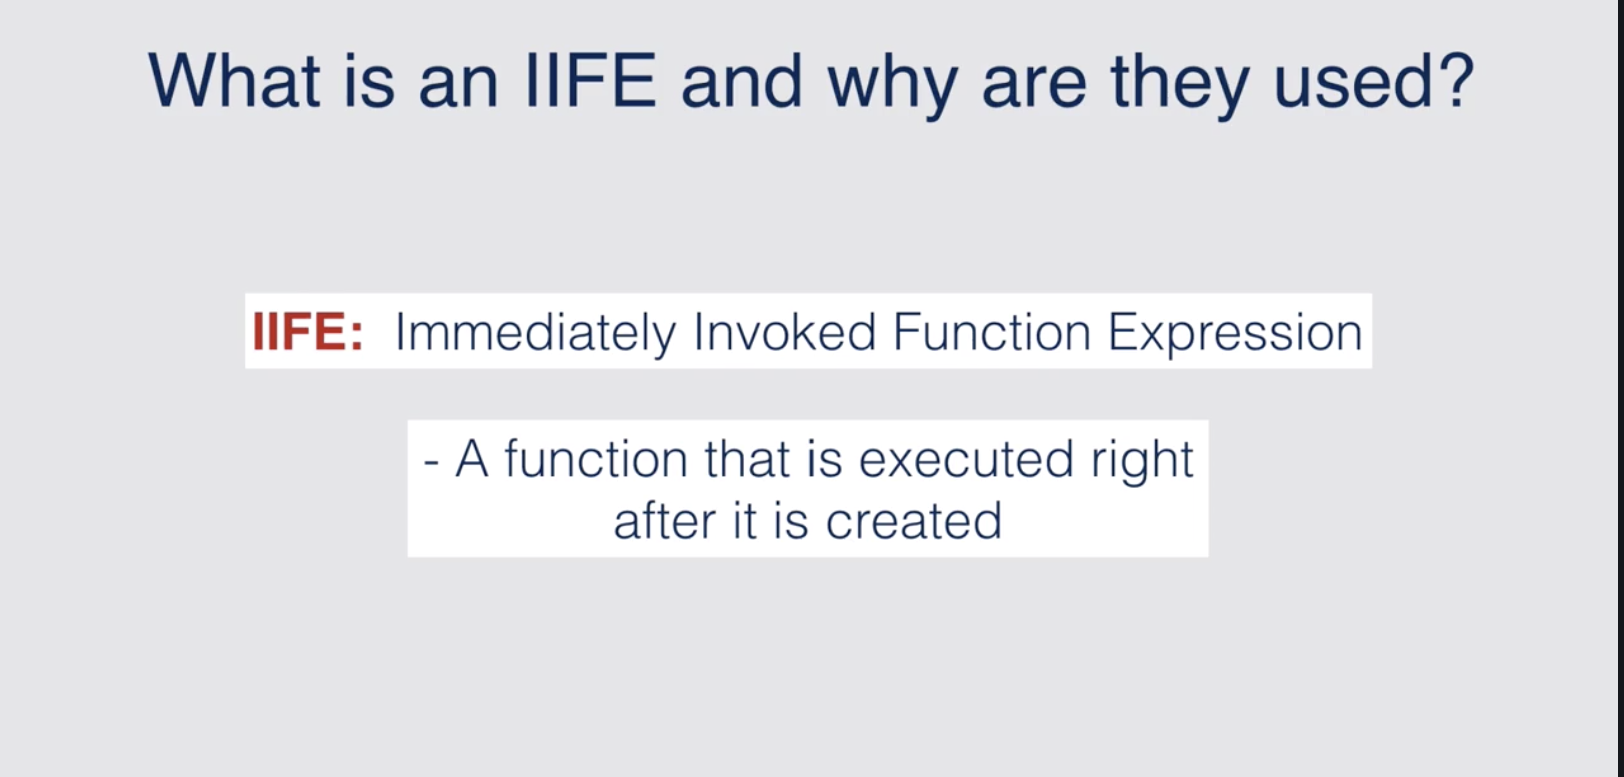 What is an IIFE and why are they used?
IIFE: Immediately Invoked Function Expression
- A function that is executed right
after it is created